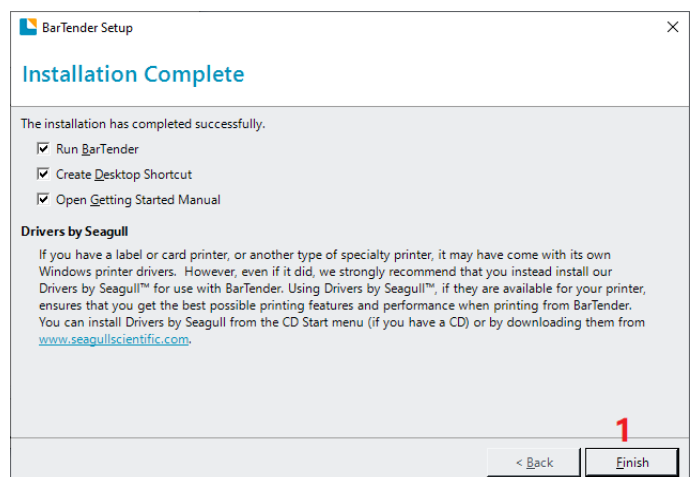 BarTender Setup
Installation Complete
The installation has completed successfully.
Run BarTender
Create Desktop Shortcut
Open Getting Started Manual
Drivers by Seagull
If you have a label or card printer, or another type of specialty printer, it may have come with its own
Windows printer drivers.  However, even if it did, we strongly recommend that you instead install our
Drivers by Seagull™ for use with BarTender. Using Drivers by Seagull™, if they are available for your printer,
ensures that you get the best possible printing features and performance when printing from BarTender.
You can install Drivers by Seagull from the CD Start menu (if you have a CD) or by downloading them from
www.seagullscientific.com.
1
< Back
Finish